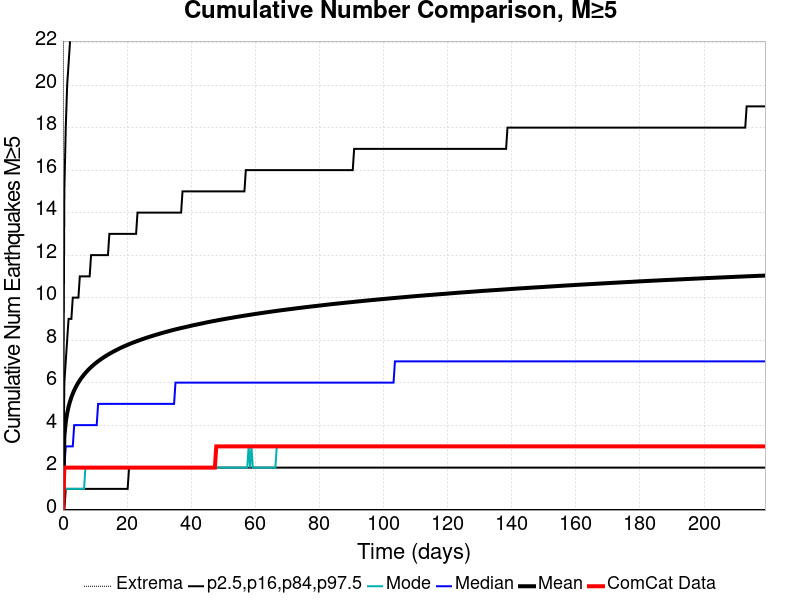 Cumulative Number Comparison, M≥5
Cumulative Num Earthquakes M≥5
22
20
18
16
14
12
10
8
6
4
2
0
0 20 40 60 80 100 120 140 160 180 200
Time (days)
Extrema p2.5,p16,p84,p97.5 Mode Median Mean ComCat Data